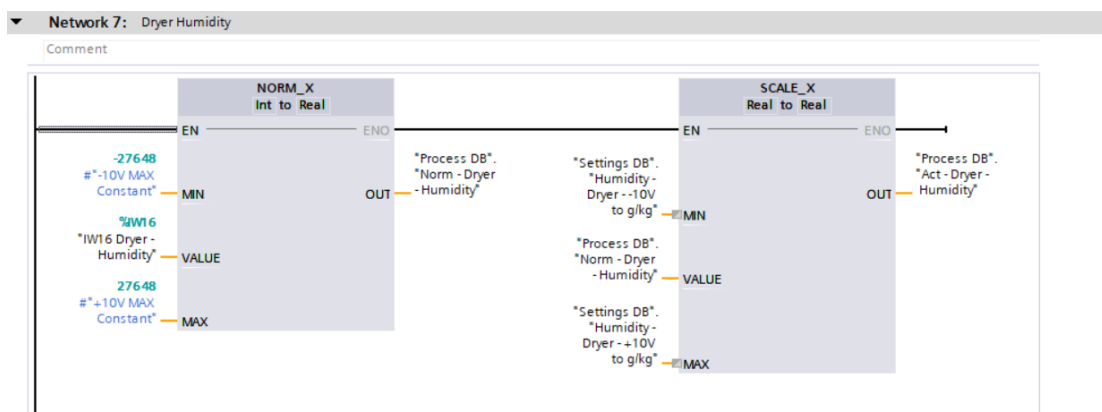 Network 7: Dryer Humidity
Comment
NORM_X
Int to Real
EN
ENO
-27648
#"-10V MAX
Constant"
MIN
%IW16
"IW16 Dryer -
Humidity"
VALUE
27648
#"+10V MAX
Constant"
MAX
OUT
"Process DB".
"Norm - Dryer
- Humidity"
SCALE_X
Real to Real
EN
ENO
"Settings DB".
"Humidity -
Dryer - -10V
to g/kg"
MIN
"Process DB".
"Norm - Dryer
- Humidity"
VALUE
"Settings DB".
"Humidity -
Dryer - +10V
to g/kg"
MAX
OUT
"Process DB".
"Act - Dryer -
Humidity"